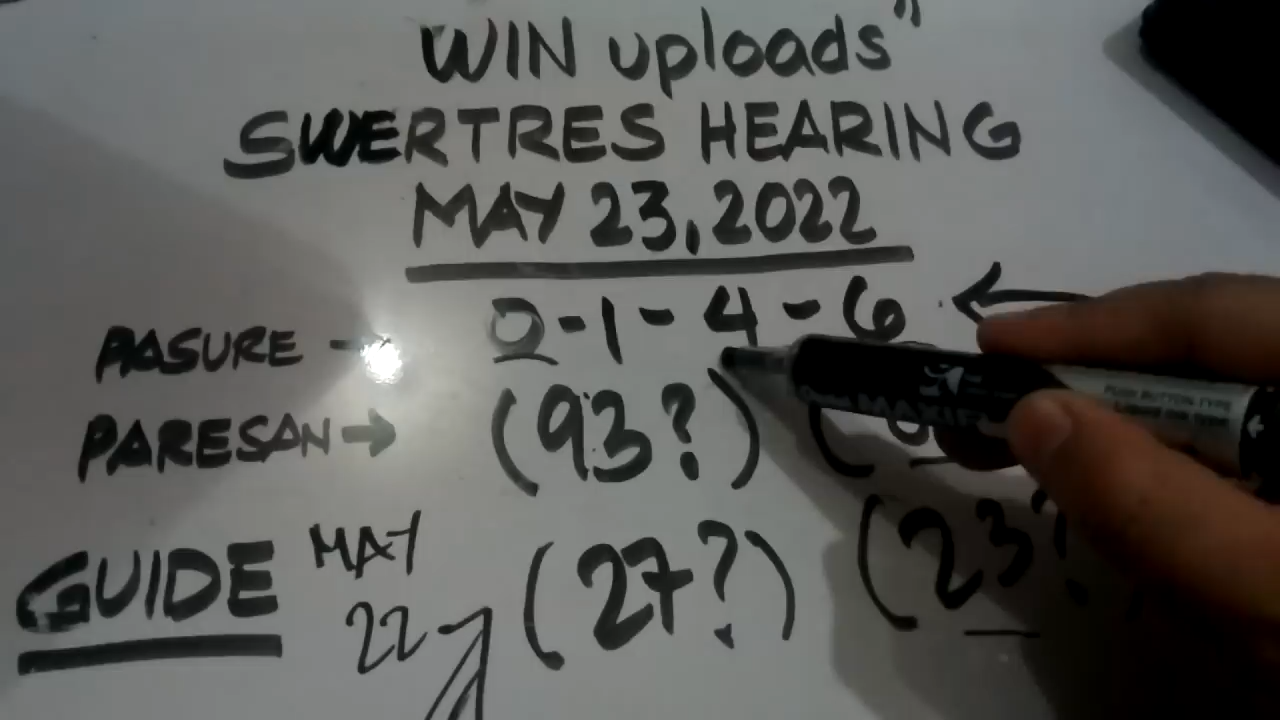 WIN uploads"
SWERTRES HEARING
MAY 23, 2022
PASURE → 0-1-4-6 ←
PARESAN → (93?)
GUIDE MAY 22 (27?) (23?